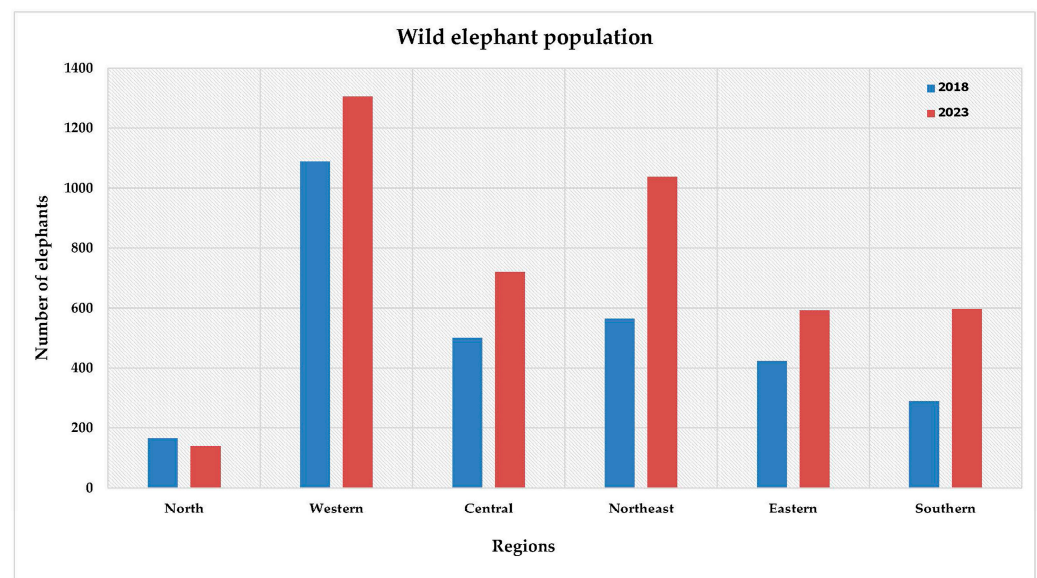 Wild elephant population
1400
1200
1000
800
600
400
200
0
Number of elephants
2018
2023
North Western Central Northeast Eastern Southern
Regions